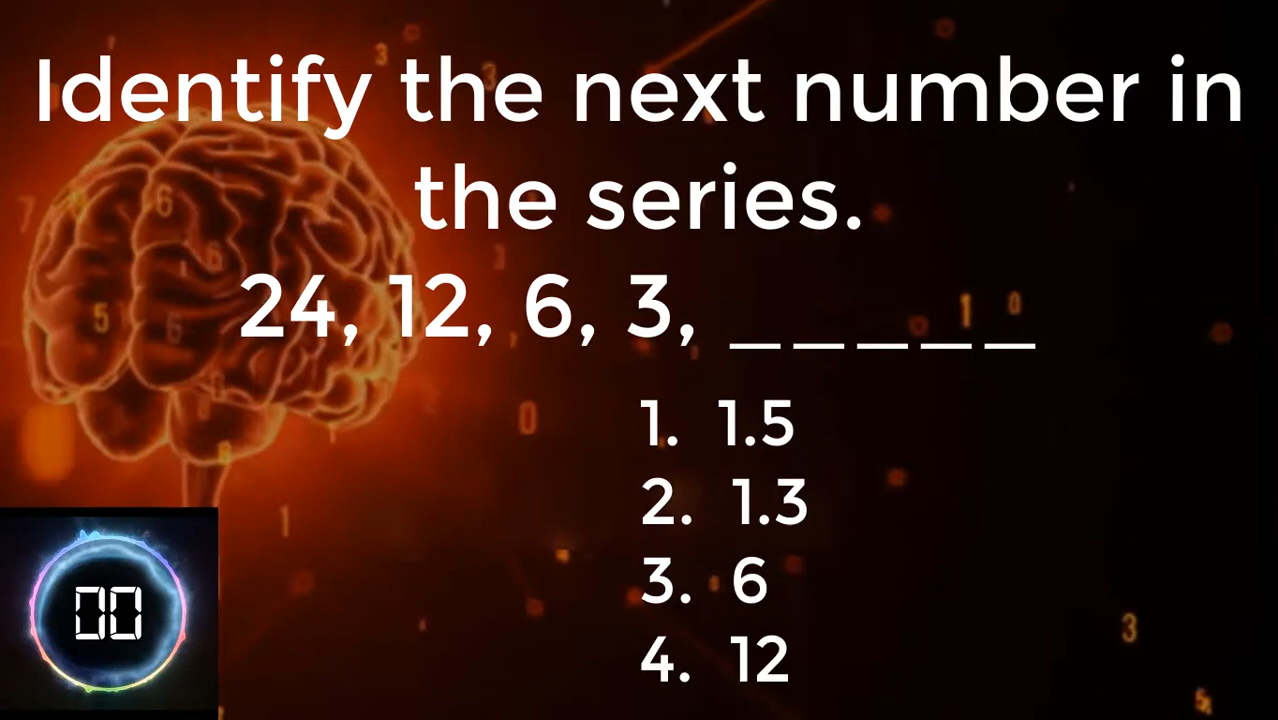 Identify the next number in
the series.
24, 12, 6, 3, _ _ _ _ _
1. 1.5
2. 1.3
3. 6
4. 12
00